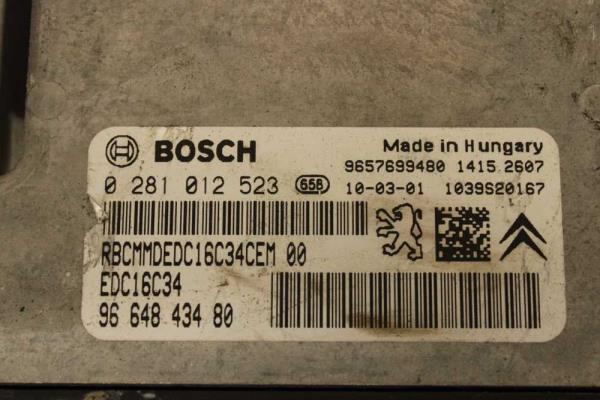 BOSCH
Made in Hungary
9657699480 1415 2607
0 281 012 523 658 10-03-01 1039S20167
RBCMMDEDC16C34CEM 00
EDC16C34
96 648 434 80